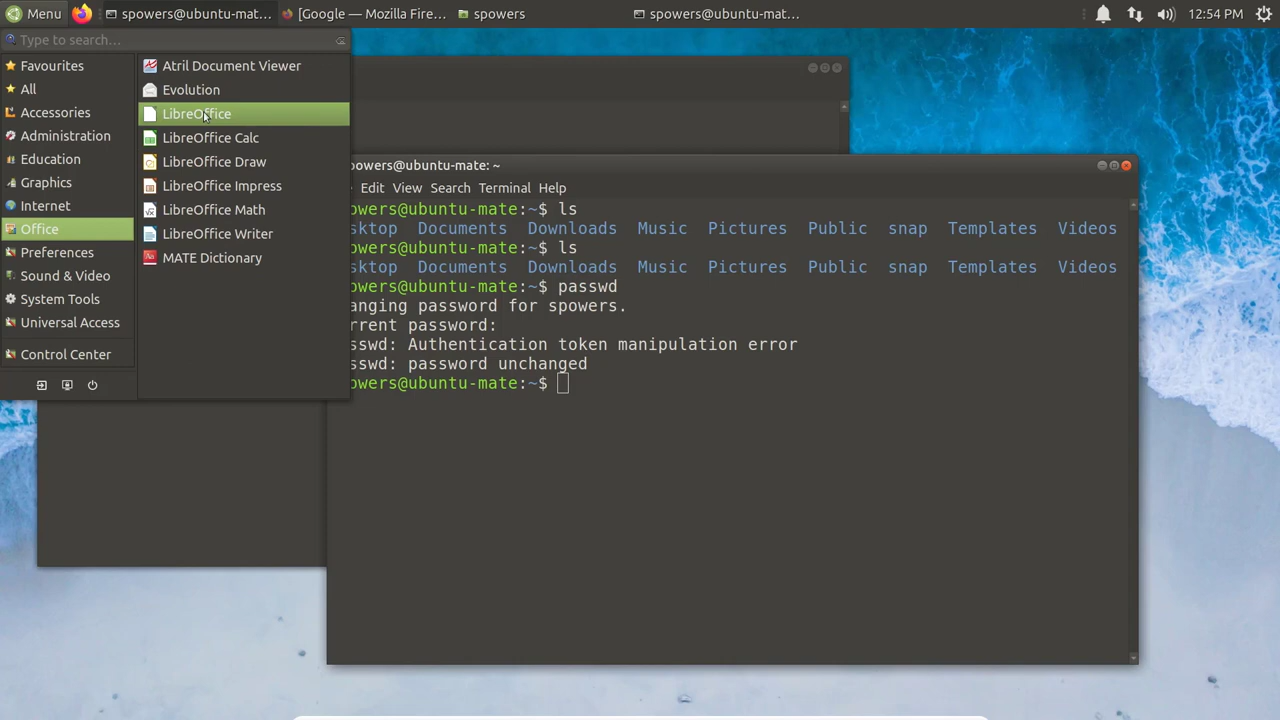 Menu
spowers@ubuntu-mat...
[Google — Mozilla Fire...
spowers
spowers@ubuntu-mat...
12:54 PM
Type to search...
Favourites
All
Accessories
Administration
Education
Graphics
Internet
Office
Preferences
Sound & Video
System Tools
Universal Access
Control Center
Atril Document Viewer
Evolution
LibreOffice
LibreOffice Calc
LibreOffice Draw
LibreOffice Impress
LibreOffice Math
LibreOffice Writer
MATE Dictionary
powers@ubuntu-mate: ~
Edit View Search Terminal Help
owers@ubuntu-mate:~$ ls
sktop Documents Downloads Music Pictures Public snap Templates Videos
owers@ubuntu-mate:~$ ls
sktop Documents Downloads Music Pictures Public snap Templates Videos
owers@ubuntu-mate:~$ passwd
anging password for spowers.
rrent password:
sswd: Authentication token manipulation error
sswd: password unchanged
owers@ubuntu-mate:~$